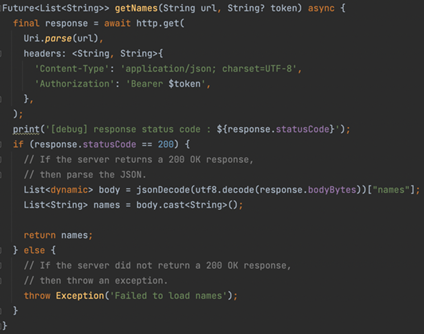 Future<List<String>> getNames(String url, String? token) async {
  final response = await http.get(
    Uri.parse(url),
    headers: <String, String>{
      'Content-Type': 'application/json; charset=UTF-8',
      'Authorization': 'Bearer $token',
    },
  );
  print('[debug] response status code : ${response.statusCode}');
  if (response.statusCode == 200) {
    // If the server returns a 200 OK response,
    // then parse the JSON.
    List<dynamic> body = jsonDecode(utf8.decode(response.bodyBytes))["names"];
    List<String> names = body.cast<String>();

    return names;
  } else {
    // If the server did not return a 200 OK response,
    // then throw an exception.
    throw Exception('Failed to load names');
  }
}